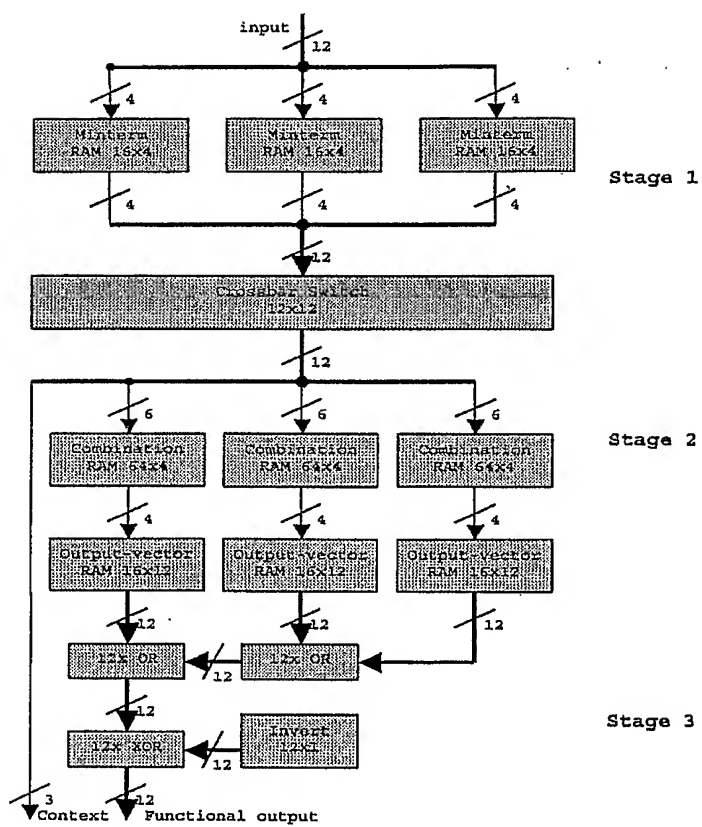 input
12
4 4 4
Minterm Minterm Minterm
RAM 16x4 RAM 16x4 RAM 16x4
Stage 1
4 4 4
12
Crossbar Switch
12x12
12
6 6 6
Combination Combination Combination
RAM 64x4 RAM 64x4 RAM 64x4
Stage 2
4 4 4
Output-vector Output-vector Output-vector
RAM 16x12 RAM 16x12 RAM 16x12
12 12 12
12x OR 12 12x OR
12
Stage 3
12x XOR 12 Invert
12x1
3 12
Context Functional output